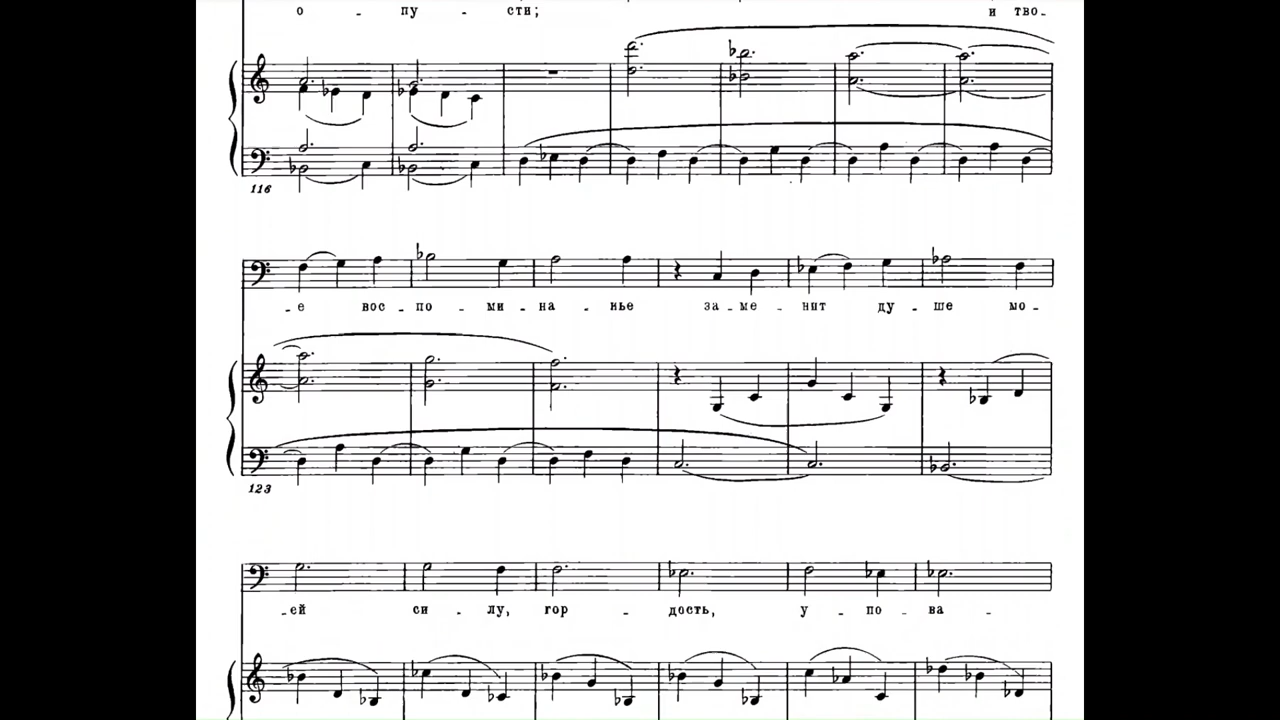 о - пу - сти; и тво-
116
-е вос - по - ми - на - нье за - ме - нит ду - ше мо-
123
-ей си - лу, гор - дость, у - по - ва -